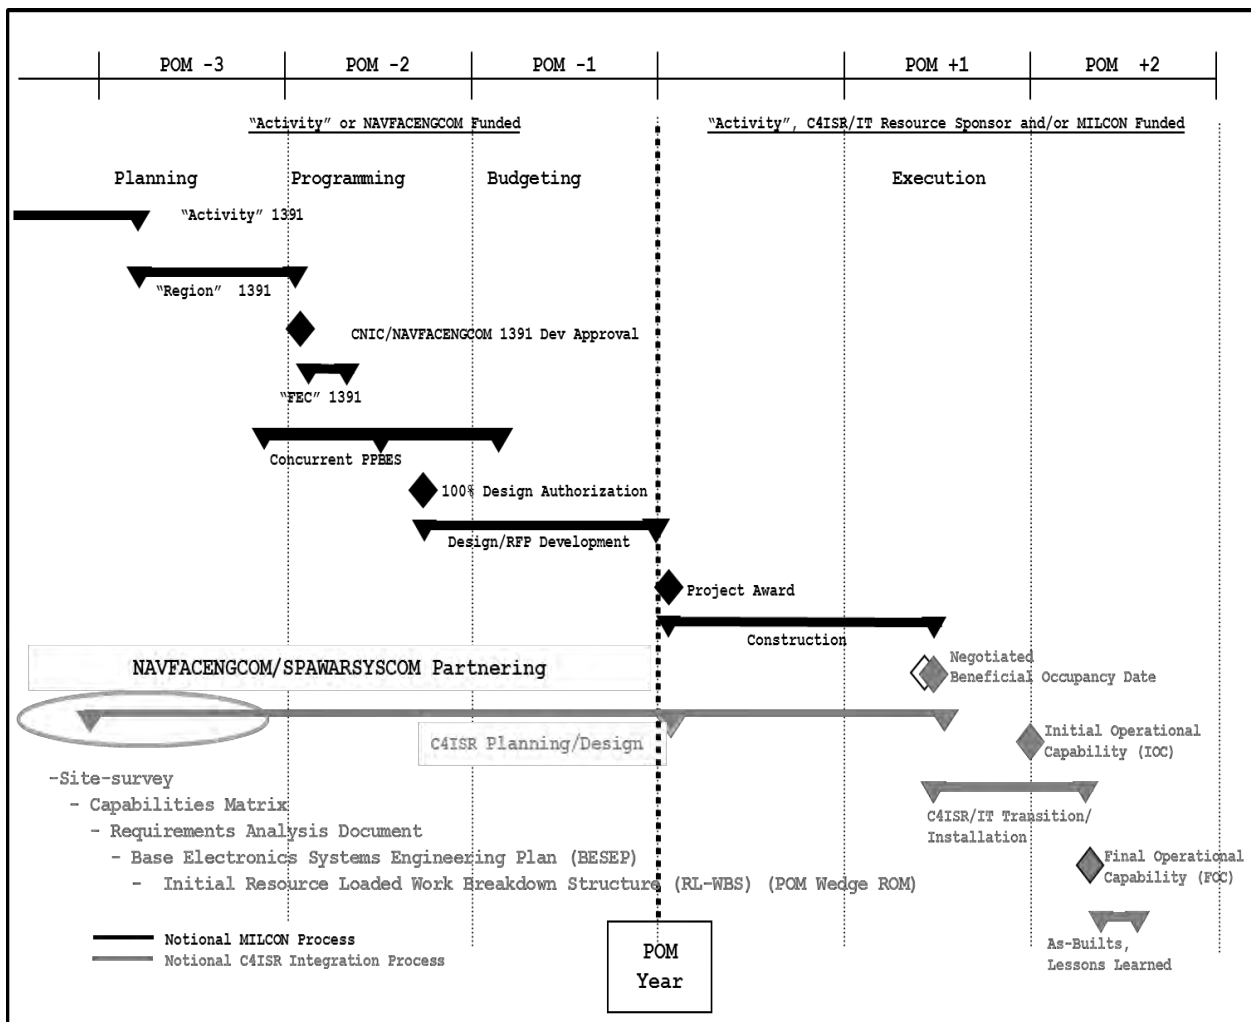 POM -3
POM -2
POM -1
POM +1
POM +2
“Activity” or NAVFACENGCOM Funded
“Activity”, C4ISR/IT Resource Sponsor and/or MILCON Funded
Planning
Programming
Budgeting
Execution
“Activity” 1391
“Region” 1391
CNIC/NAVFACENGCOM 1391 Dev Approval
“FEC” 1391
Concurrent PPBES
100% Design Authorization
Design/RFP Development
Project Award
Construction
NAVFACENGCOM/SPAWARSYSCOM Partnering
Negotiated
Beneficial Occupancy Date
C4ISR Planning/Design
Initial Operational
Capability (IOC)
-Site-survey
- Capabilities Matrix
- Requirements Analysis Document
- Base Electronics Systems Engineering Plan (BESEP)
- Initial Resource Loaded Work Breakdown Structure (RL-WBS) (POM Wedge ROM)
C4ISR/IT Transition/
Installation
Final Operational
Capability (FOC)
As-Builts,
Lessons Learned
Notional MILCON Process
Notional C4ISR Integration Process
POM
Year